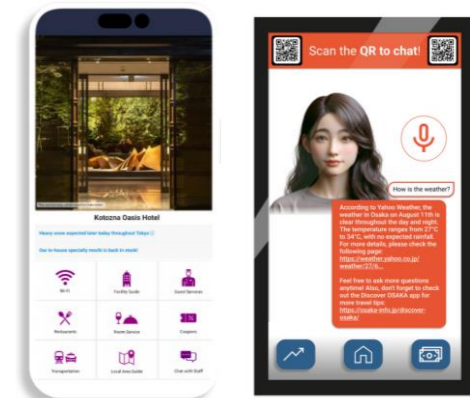 Kotozna Oasis Hotel
Heavy snow expected later today throughout Tokyo
Our in-house specialty mochi is back in stock!
Wi-Fi
Facility Guide
Guest Services
Restaurants
Room Service
Coupons
Transportation
Local Area Guide
Chat with Staff
Scan the QR to chat!
How is the weather?
According to Yahoo Weather, the
weather in Osaka on August 11th is
clear throughout the day and night.
The temperature ranges from 27°C
to 34°C, with no expected rainfall.
For more details, please check the
following page:
https://weather.yahoo.co.jp/
weather/27/6...
Feel free to ask more questions
anytime! Also, don't forget to check
out the Discover OSAKA app for
more travel tips:
https://osaka-info.jp/discover-
osaka/